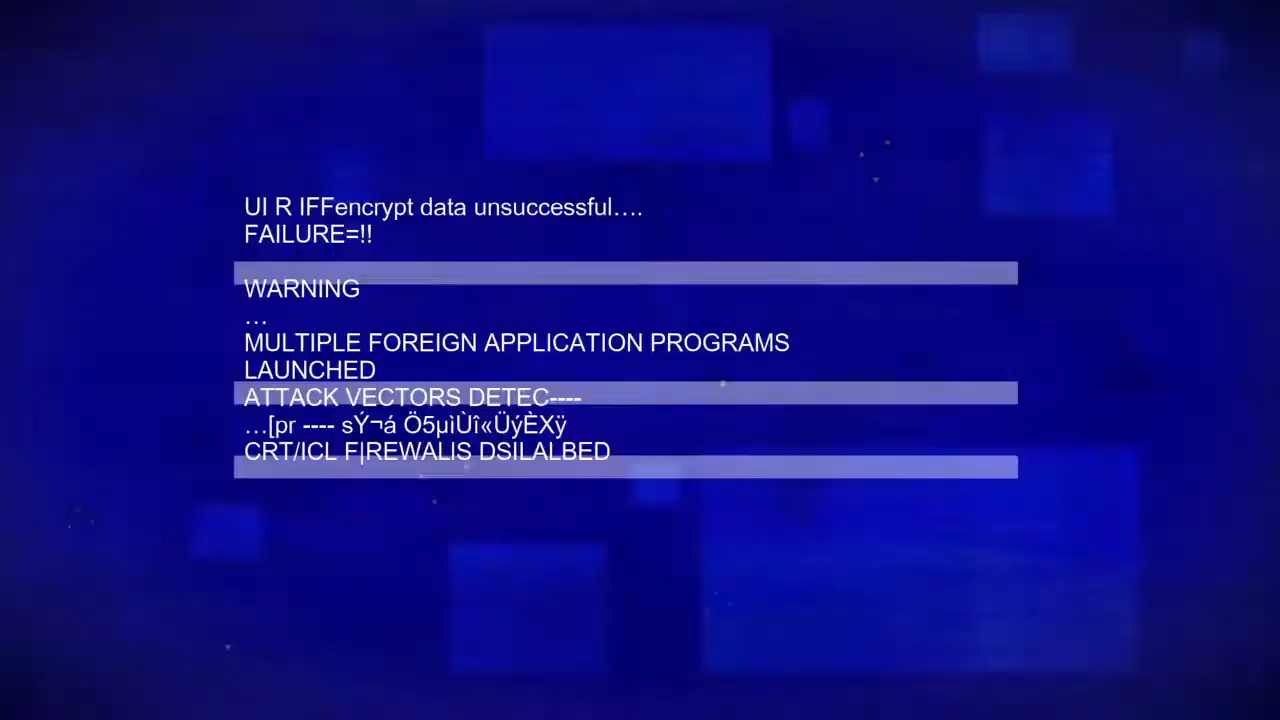 UI R IFFencrypt data unsuccessful….
FAILURE=!!
WARNING
…
MULTIPLE FOREIGN APPLICATION PROGRAMS
LAUNCHED
ATTACK VECTORS DETEC----
…[pr ---- sÝ¬á Ö5µìÙî«ÜýÈXÿ
CRT/ICL F|REWALlS DSILALBED